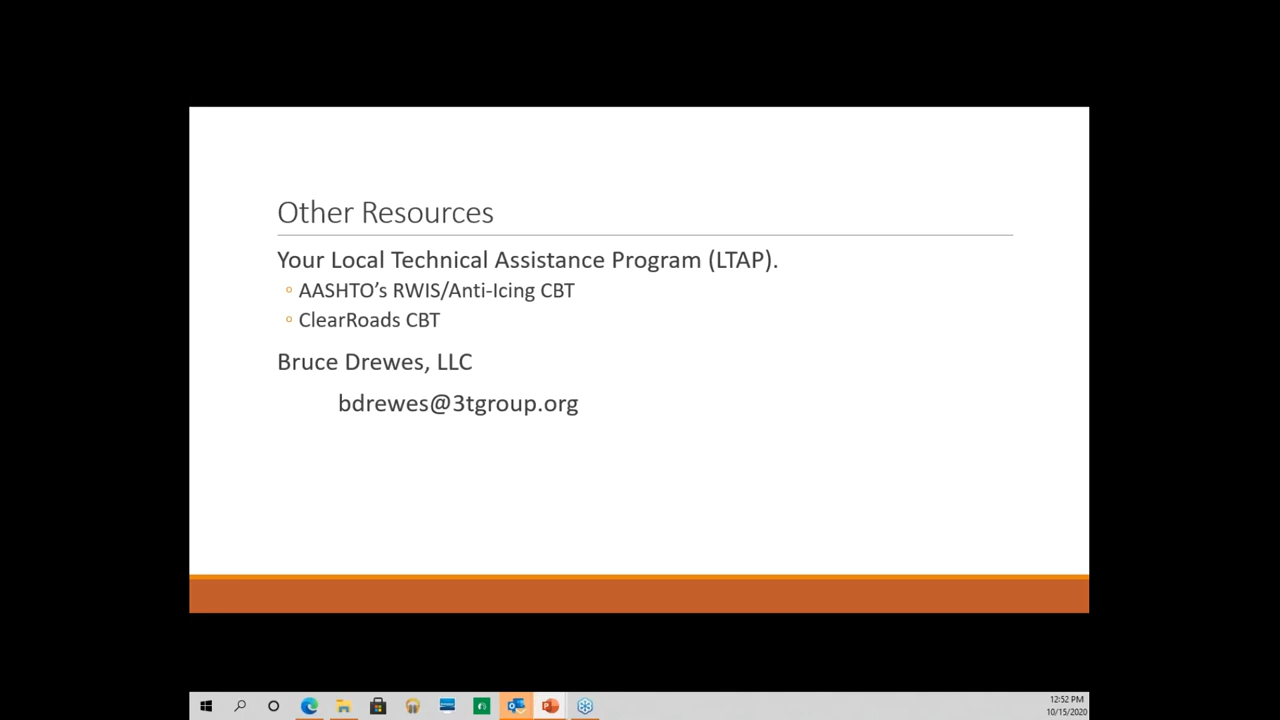 Other Resources
Your Local Technical Assistance Program (LTAP).
◦ AASHTO’s RWIS/Anti-Icing CBT
◦ ClearRoads CBT
Bruce Drewes, LLC
bdrewes@3tgroup.org
12:52 PM
10/15/2020